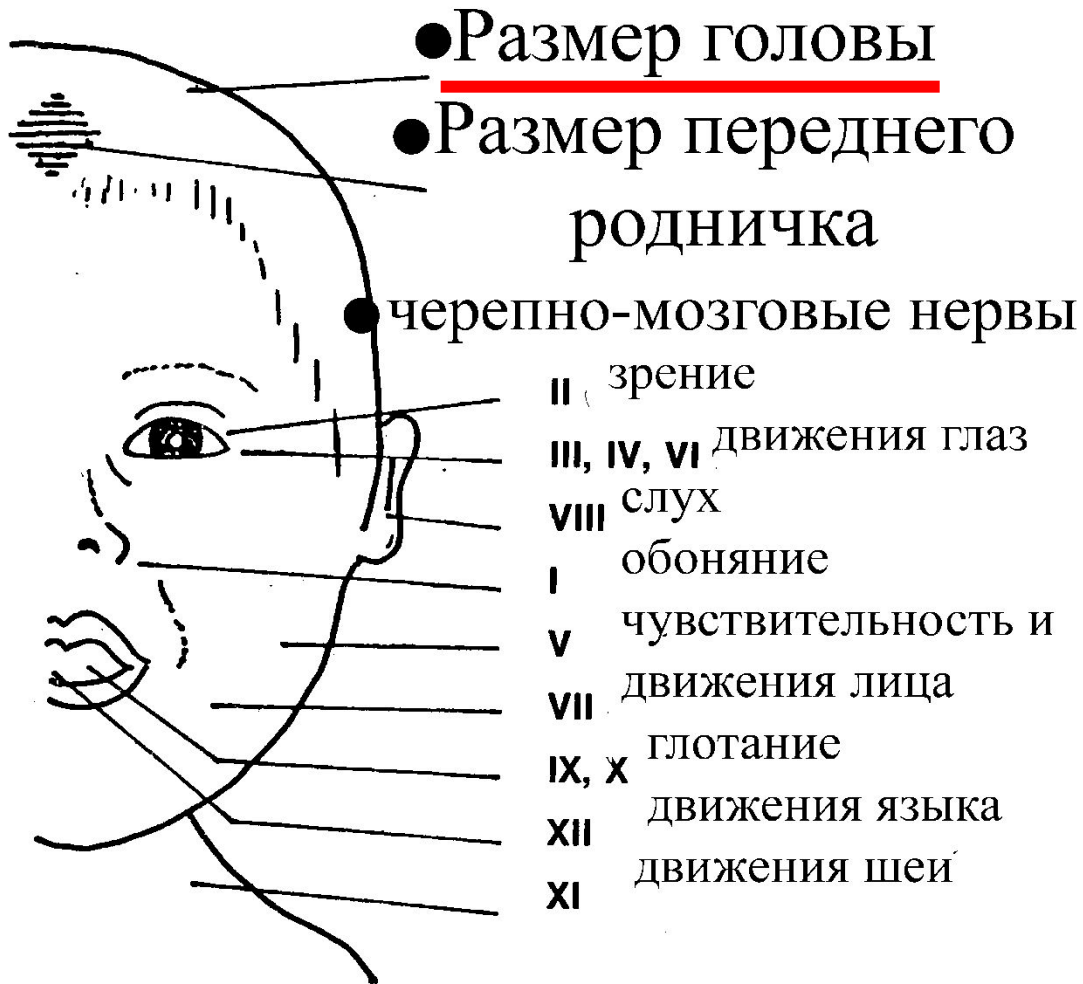 ●Размер головы
●Размер переднего
родничка
●черепно-мозговые нервы
II зрение
III, IV, VI движения глаз
VIII слух
I обоняние
V чувствительность и
VII движения лица
IX, X глотание
XII движения языка
XI движения шеи